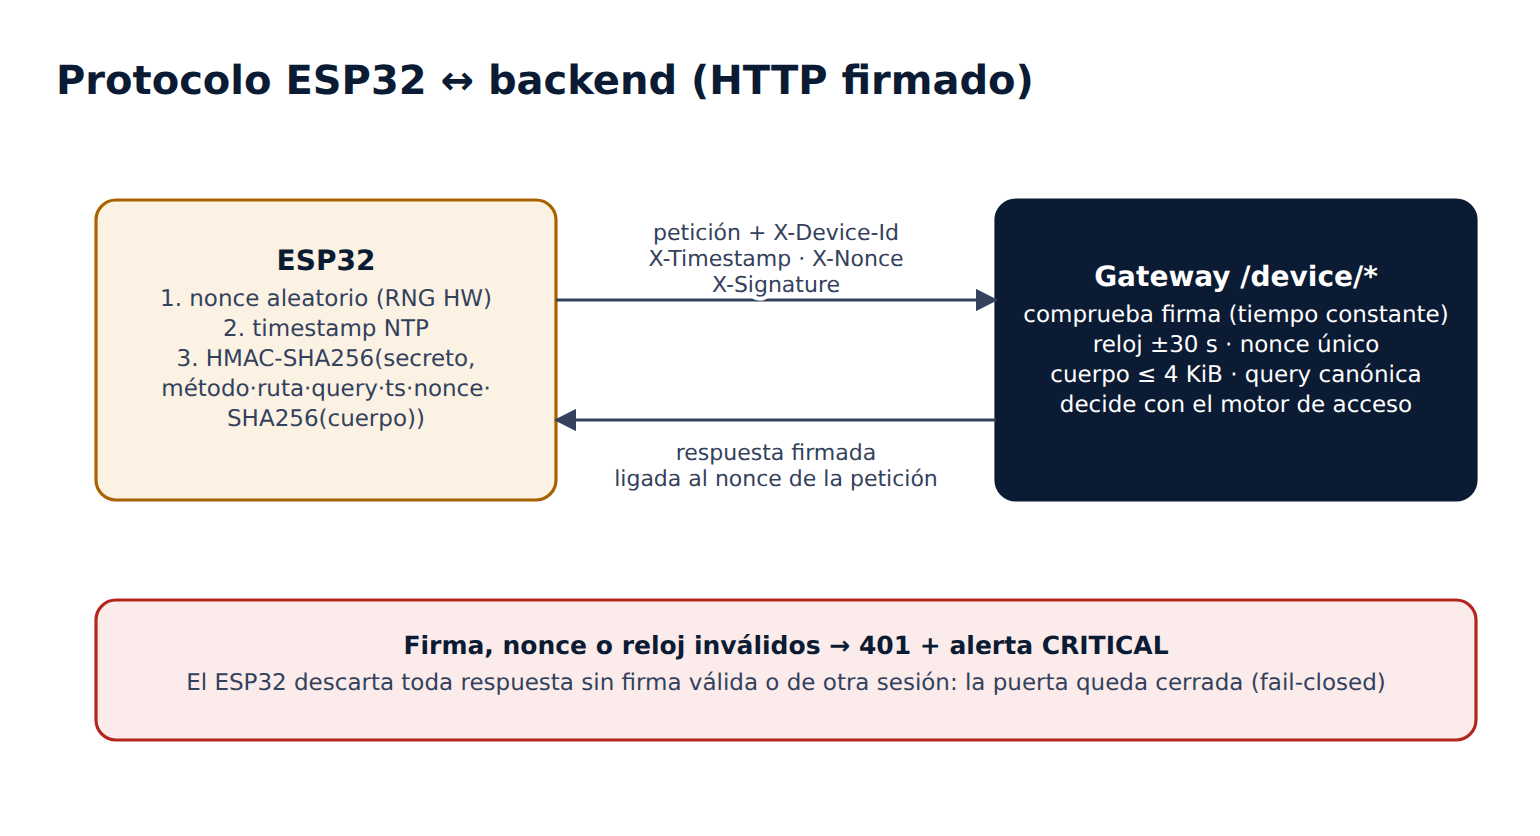 Protocolo ESP32 ↔ backend (HTTP firmado)
ESP32
1. nonce aleatorio (RNG HW)
2. timestamp NTP
3. HMAC-SHA256(secreto,
método·ruta·query·ts·nonce·
SHA256(cuerpo))
petición + X-Device-Id
X-Timestamp · X-Nonce
X-Signature
respuesta firmada
ligada al nonce de la petición
Gateway /device/*
comprueba firma (tiempo constante)
reloj ±30 s · nonce único
cuerpo ≤ 4 KiB · query canónica
decide con el motor de acceso
Firma, nonce o reloj inválidos → 401 + alerta CRITICAL
El ESP32 descarta toda respuesta sin firma válida o de otra sesión: la puerta queda cerrada (fail-closed)